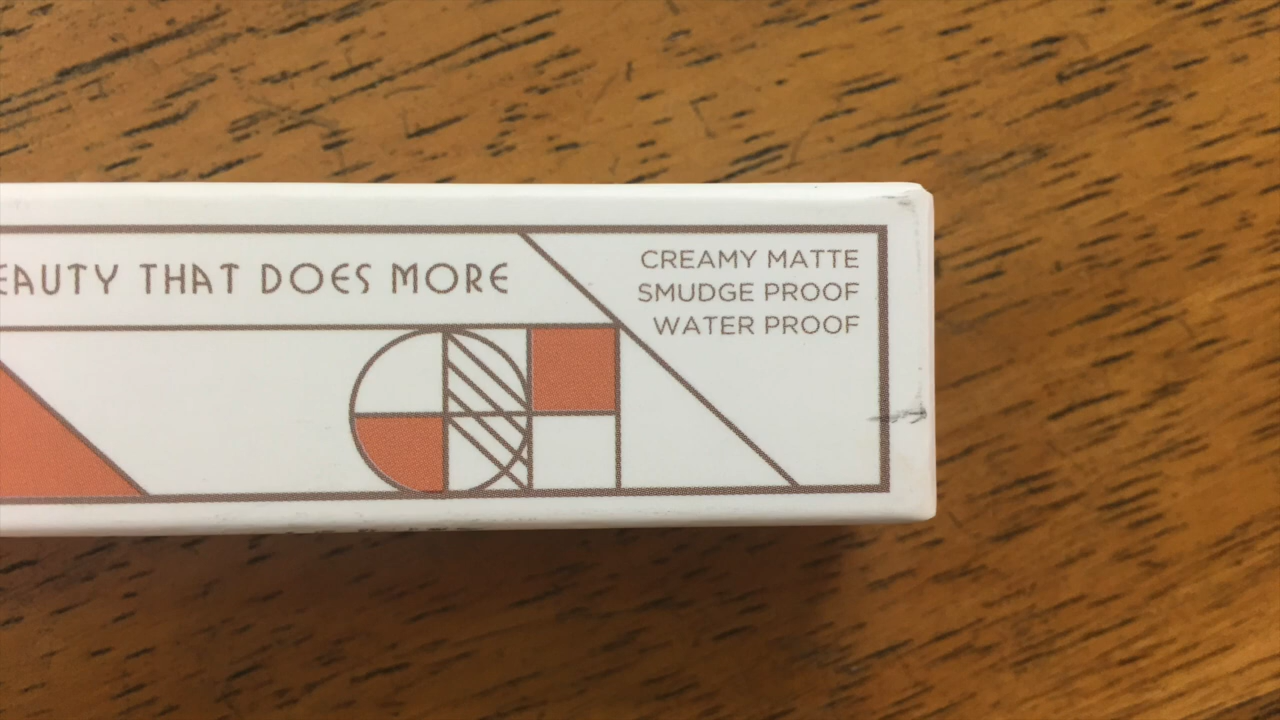 EAUTY THAT DOES MORE
CREAMY MATTE
SMUDGE PROOF
WATER PROOF